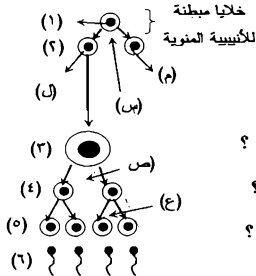 خلايا مبطنة
للأنيبيبة المنوية
(١)
(٢)
(م)
(س)
(ل)
(٣)
؟
(ص)
(٤)
؟
(ع)
(٥)
؟
(٦)